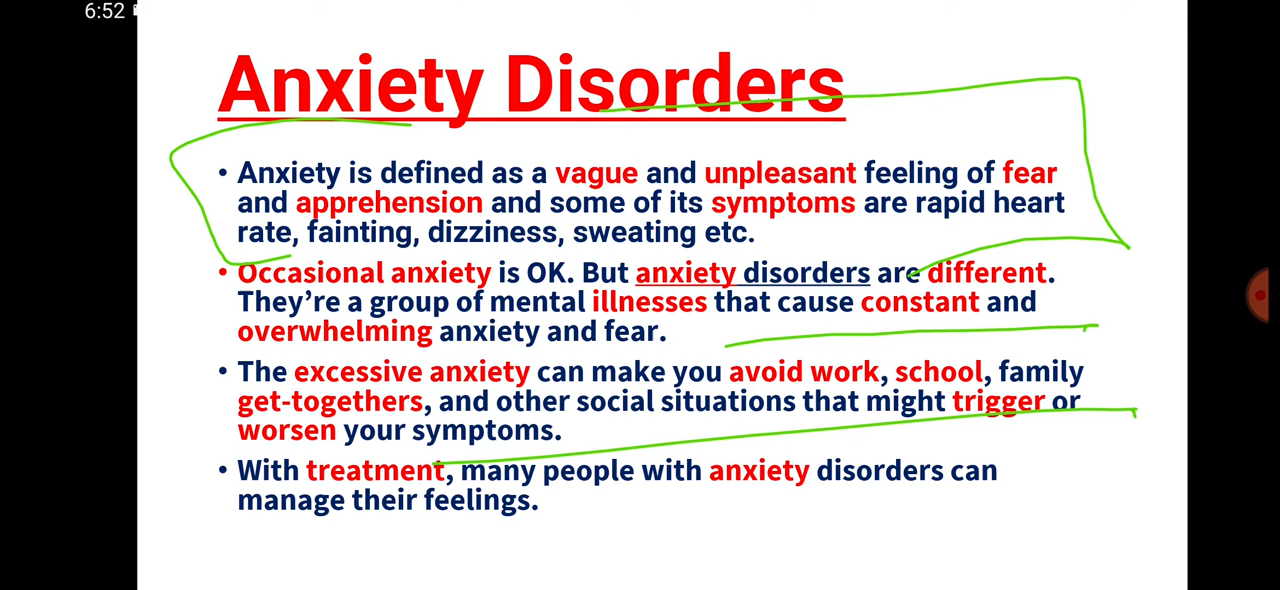 6:52
Anxiety Disorders
• Anxiety is defined as a vague and unpleasant feeling of fear
and apprehension and some of its symptoms are rapid heart
rate, fainting, dizziness, sweating etc.
• Occasional anxiety is OK. But anxiety disorders are different.
They’re a group of mental illnesses that cause constant and
overwhelming anxiety and fear.
• The excessive anxiety can make you avoid work, school, family
get-togethers, and other social situations that might trigger or
worsen your symptoms.
• With treatment, many people with anxiety disorders can
manage their feelings.